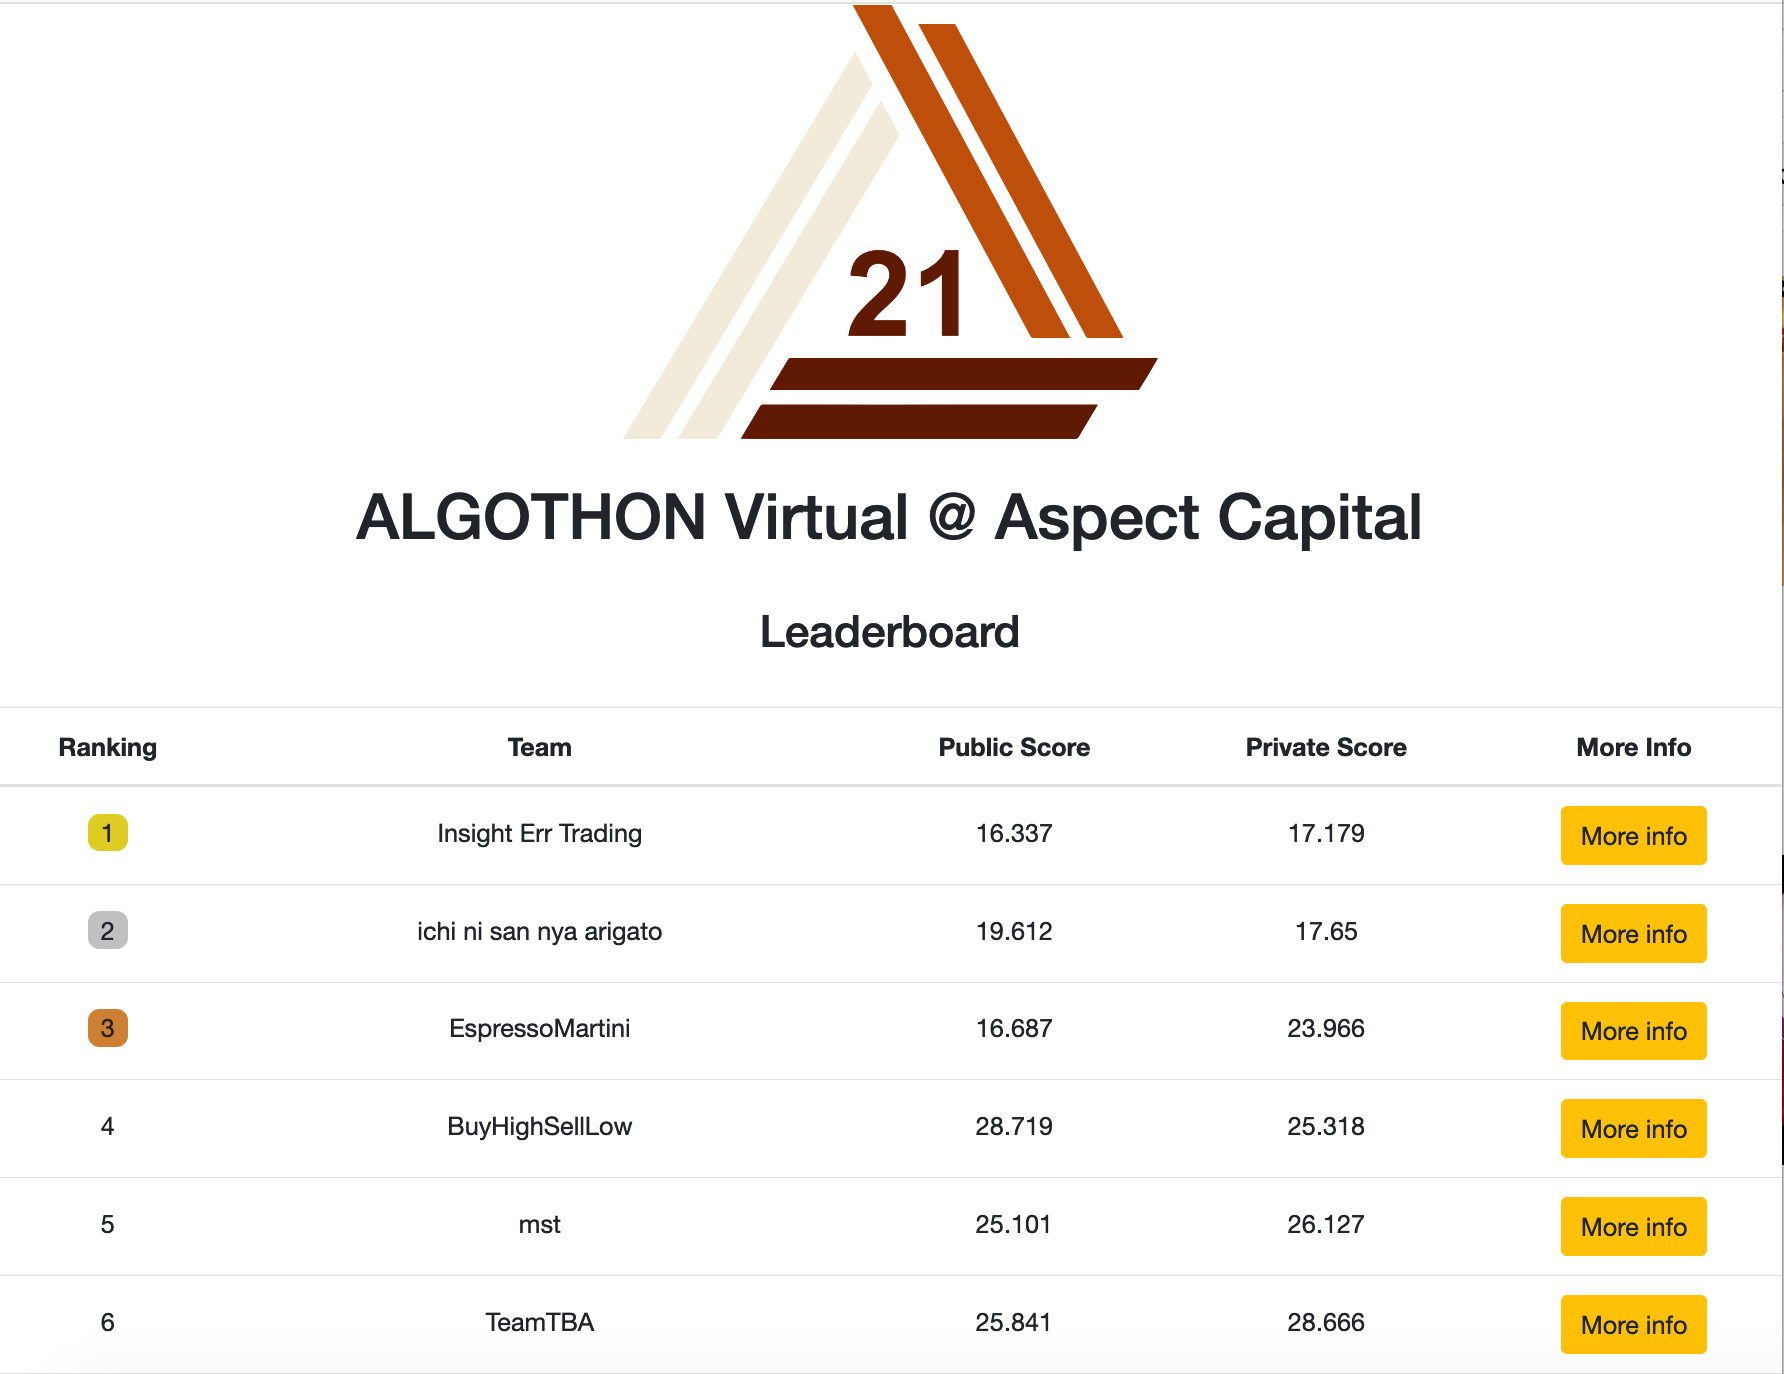 21
ALGOTHON Virtual @ Aspect Capital
Leaderboard
Ranking Team Public Score Private Score More Info
1 Insight Err Trading 16.337 17.179 More info
2 ichi ni san nya arigato 19.612 17.65 More info
3 EspressoMartini 16.687 23.966 More info
4 BuyHighSellLow 28.719 25.318 More info
5 mst 25.101 26.127 More info
6 TeamTBA 25.841 28.666 More info